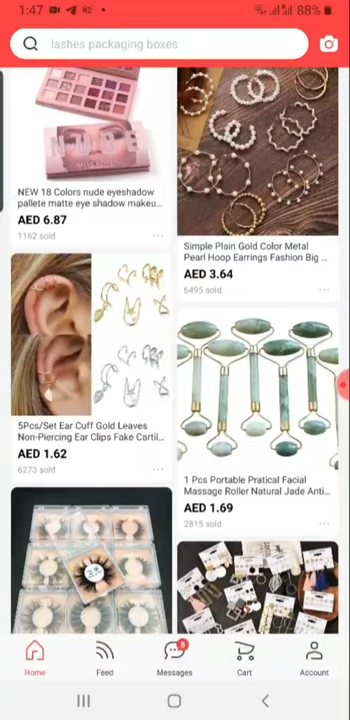 1:47
88%
lashes packaging boxes
NUDE
NEW 18 Colors nude eyeshadow
pallete matte eye shadow makeu...
AED 6.87
1162 sold
Simple Plain Gold Color Metal
Pearl Hoop Earrings Fashion Big ...
AED 3.64
6495 sold
5Pcs/Set Ear Cuff Gold Leaves
Non-Piercing Ear Clips Fake Cartil...
AED 1.62
6273 sold
1 Pcs Portable Pratical Facial
Massage Roller Natural Jade Anti...
AED 1.69
2815 sold
8
Home
Feed
Messages
Cart
Account